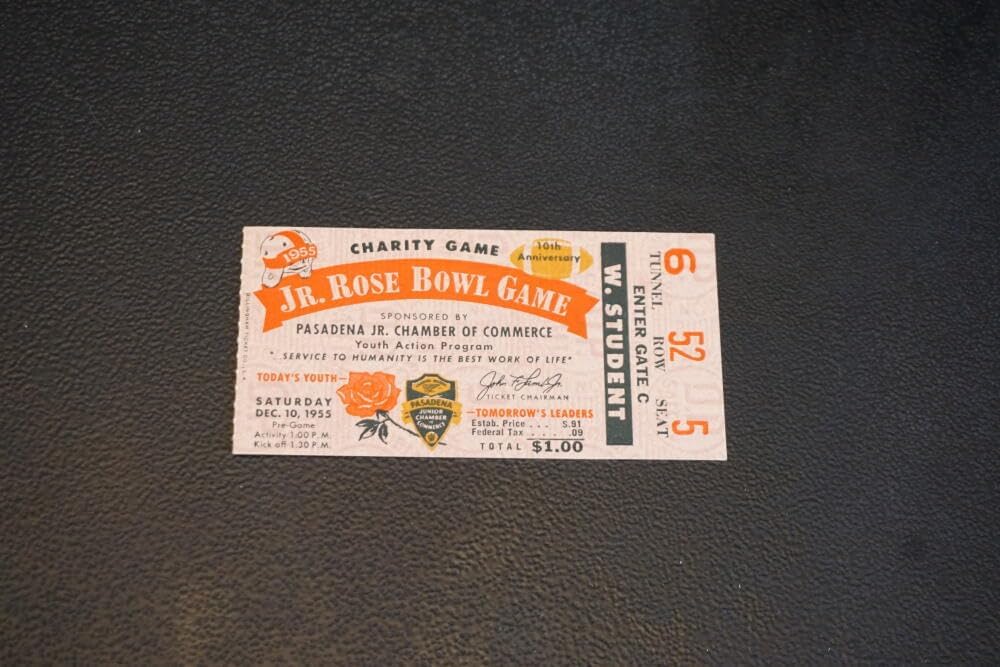 1955
CHARITY GAME
10th
Anniversary
JR. ROSE BOWL GAME
SPONSORED BY
PASADENA JR. CHAMBER OF COMMERCE
Youth Action Program
"..SERVICE TO HUMANITY IS THE BEST WORK OF LIFE"
TODAY'S YOUTH—
SATURDAY
DEC. 10, 1955
Pre-Game
Activity 1:00 P.M.
Kick off 1:30 P.M.
PASADENA
JUNIOR
CHAMBER
OF
COMMERCE
TICKET CHAIRMAN
—TOMORROW'S LEADERS
Estab. Price . . . $.91
Federal Tax . . . . .09
TOTAL $1.00
W. STUDENT
ENTER GATE C
TUNNEL ROW SEAT
6 52 5